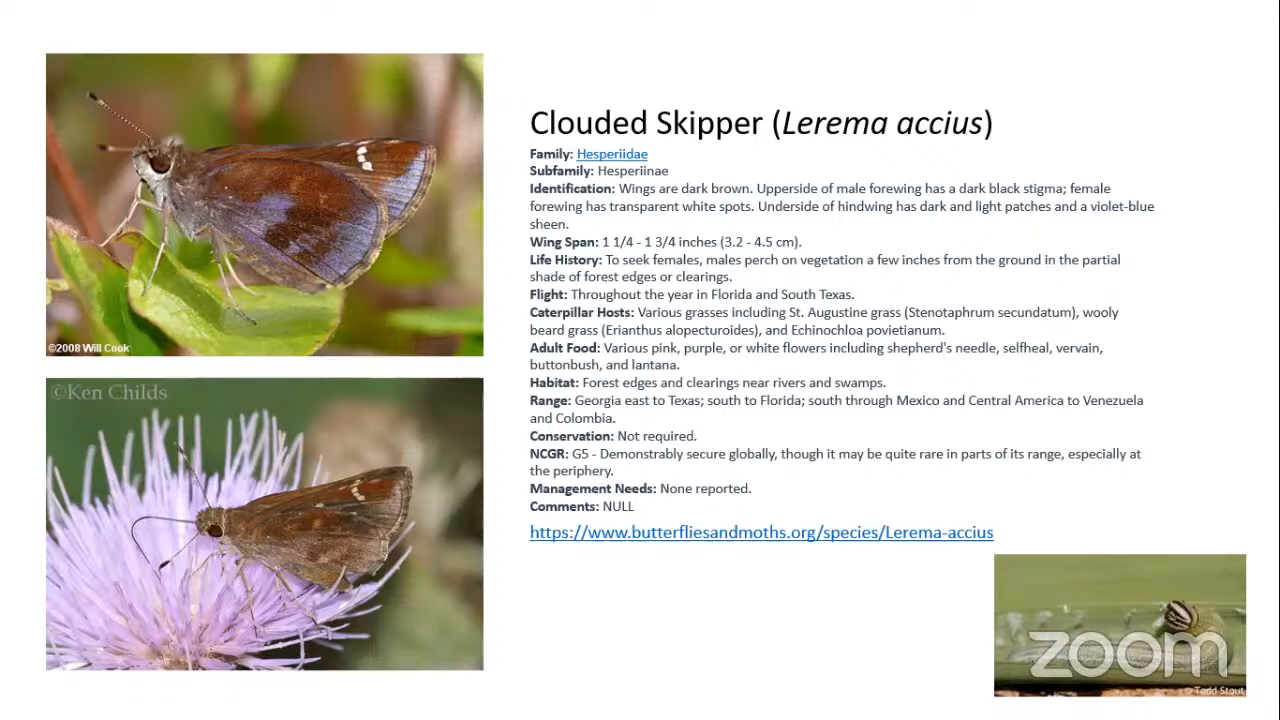 ©2008 Will Cook
©Ken Childs
Clouded Skipper (Lerema accius)
Family: Hesperiidae
Subfamily: Hesperiinae
Identification: Wings are dark brown. Upperside of male forewing has a dark black stigma; female
forewing has transparent white spots. Underside of hindwing has dark and light patches and a violet-blue
sheen.
Wing Span: 1 1/4 - 1 3/4 inches (3.2 - 4.5 cm).
Life History: To seek females, males perch on vegetation a few inches from the ground in the partial
shade of forest edges or clearings.
Flight: Throughout the year in Florida and South Texas.
Caterpillar Hosts: Various grasses including St. Augustine grass (Stenotaphrum secundatum), wooly
beard grass (Erianthus alopecturoides), and Echinochloa povietianum.
Adult Food: Various pink, purple, or white flowers including shepherd's needle, selfheal, vervain,
buttonbush, and lantana.
Habitat: Forest edges and clearings near rivers and swamps.
Range: Georgia east to Texas; south to Florida; south through Mexico and Central America to Venezuela
and Colombia.
Conservation: Not required.
NCGR: G5 - Demonstrably secure globally, though it may be quite rare in parts of its range, especially at
the periphery.
Management Needs: None reported.
Comments: NULL
https://www.butterfliesandmoths.org/species/Lerema-accius
zoom
© Todd Stout